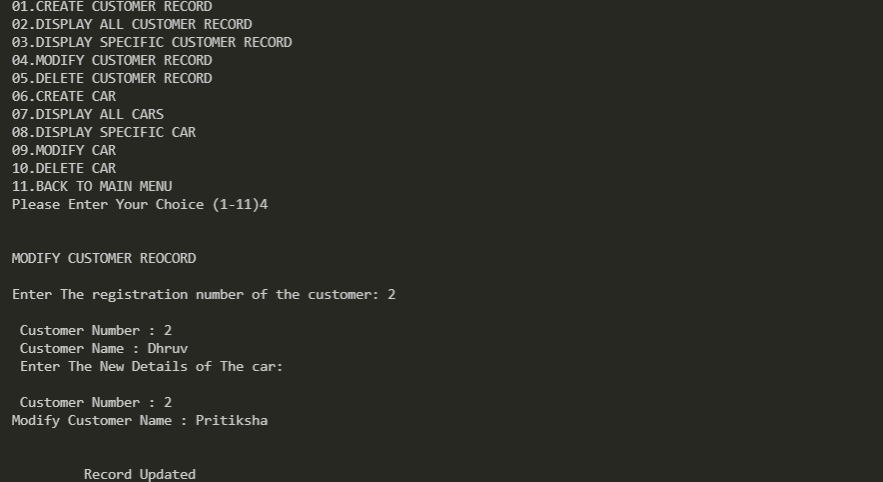 01.CREATE CUSTOMER RECORD
02.DISPLAY ALL CUSTOMER RECORD
03.DISPLAY SPECIFIC CUSTOMER RECORD
04.MODIFY CUSTOMER RECORD
05.DELETE CUSTOMER RECORD
06.CREATE CAR
07.DISPLAY ALL CARS
08.DISPLAY SPECIFIC CAR
09.MODIFY CAR
10.DELETE CAR
11.BACK TO MAIN MENU
Please Enter Your Choice (1-11)4
MODIFY CUSTOMER REOCORD
Enter The registration number of the customer: 2
Customer Number : 2
Customer Name : Dhruv
Enter The New Details of The car:
Customer Number : 2
Modify Customer Name : Pritiksha
Record Updated